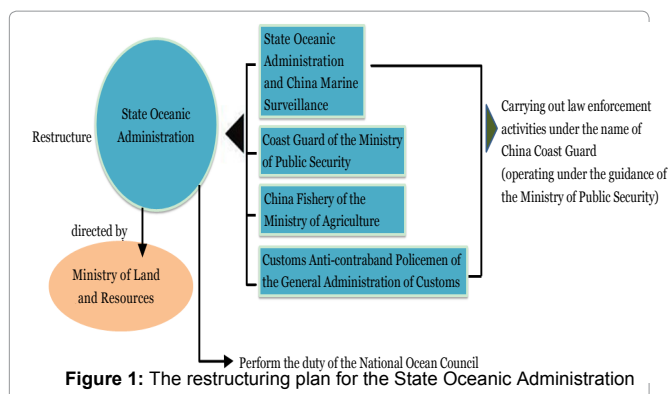 Restructure
State Oceanic
Administration
directed by
Ministry of Land
and Resources
State Oceanic
Administration
and China Marine
Surveillance
Coast Guard of the Ministry
of Public Security
China Fishery of the
Ministry of Agriculture
Customs Anti-contraband Policemen of
the General Administration of Customs
Carrying out law enforcement
activities under the name of
China Coast Guard
(operating under the guidance of
the Ministry of Public Security)
Perform the duty of the National Ocean Council
Figure 1: The restructuring plan for the State Oceanic Administration